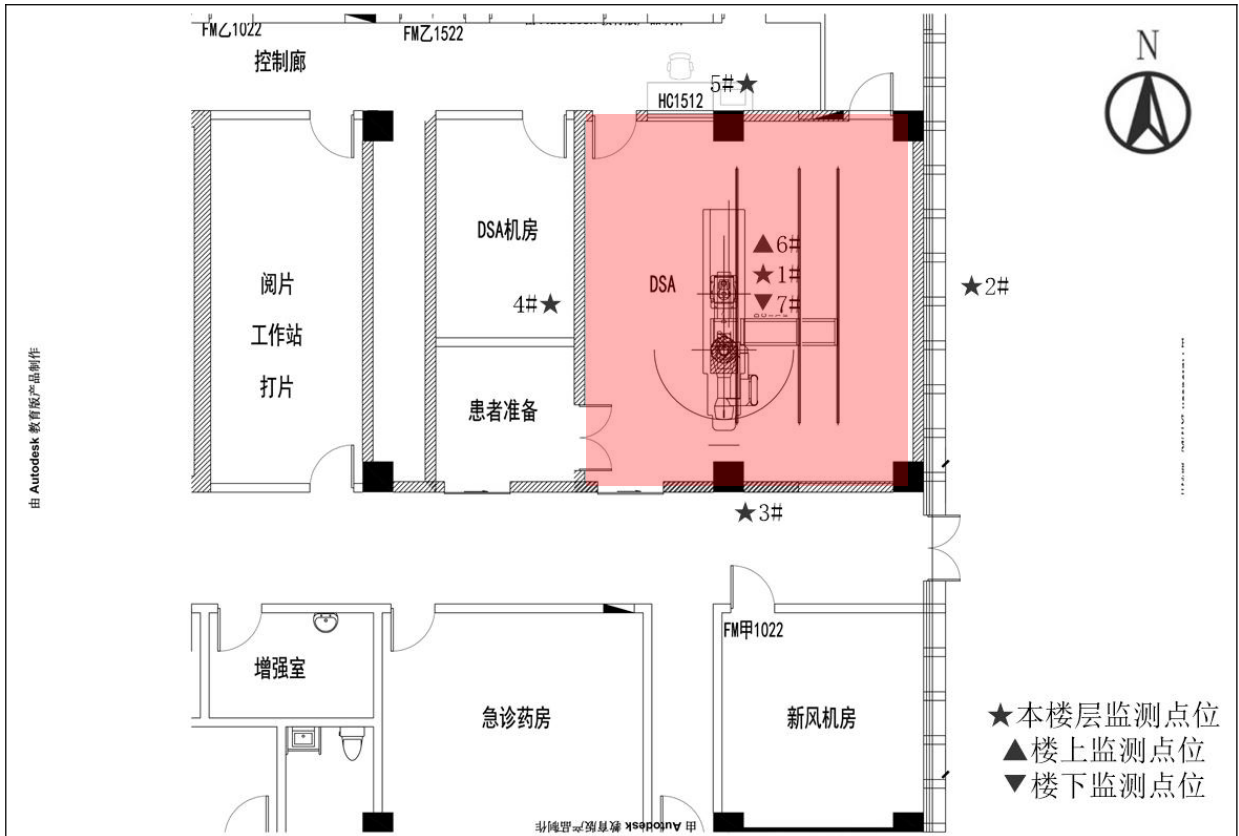 FM乙1022
FM乙1522
控制廊
N
5#★
HC1512
DSA机房
▲6#
DSA
★1#
阅片
★2#
4#★
▼7#
工作站
打片
患者准备
由 Autodesk 教育版产品制作
★3#
FM甲1022
增强室
急诊药房
新风机房
★本楼层监测点位
▲楼上监测点位
▼楼下监测点位
由 Autodesk 教育版产品制作